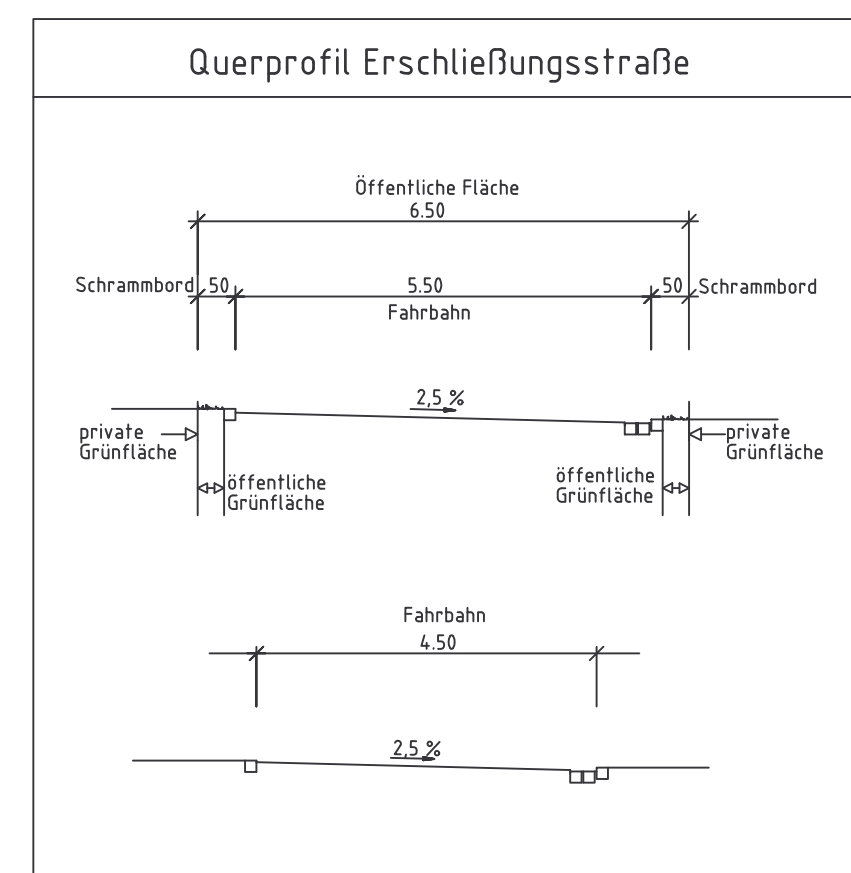 Querprofil Erschließungsstraße
Öffentliche Fläche
6.50
Schrammbord 50 5.50 50 Schrammbord
Fahrbahn
2,5 %
private
Grünfläche
private
Grünfläche
öffentliche
Grünfläche
öffentliche
Grünfläche
Fahrbahn
4.50
2,5 %